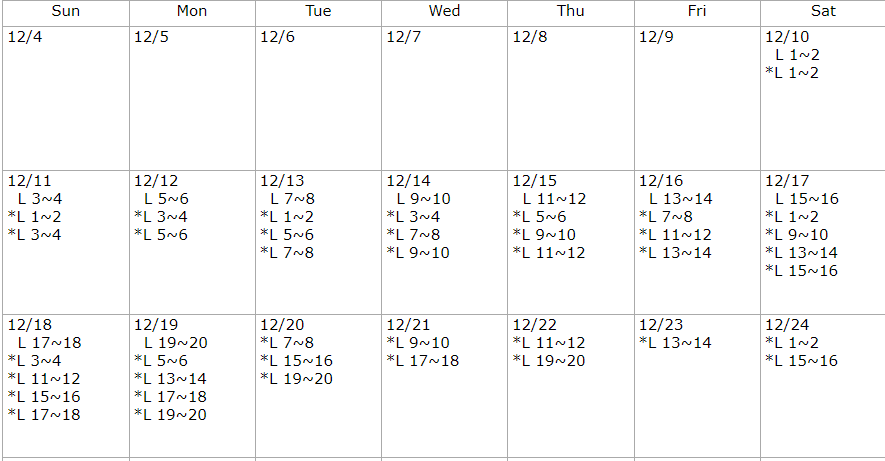 Sun Mon Tue Wed Thu Fri Sat
12/4
12/5
12/6
12/7
12/8
12/9
12/10
L 1~2
*L 1~2
12/11
L 3~4
*L 1~2
*L 3~4
12/12
L 5~6
*L 3~4
*L 5~6
12/13
L 7~8
*L 1~2
*L 5~6
*L 7~8
12/14
L 9~10
*L 3~4
*L 7~8
*L 9~10
12/15
L 11~12
*L 5~6
*L 9~10
*L 11~12
12/16
L 13~14
*L 7~8
*L 11~12
*L 13~14
12/17
L 15~16
*L 1~2
*L 9~10
*L 13~14
*L 15~16
12/18
L 17~18
*L 3~4
*L 11~12
*L 15~16
*L 17~18
12/19
L 19~20
*L 5~6
*L 13~14
*L 17~18
*L 19~20
12/20
*L 7~8
*L 15~16
*L 19~20
12/21
*L 9~10
*L 17~18
12/22
*L 11~12
*L 19~20
12/23
*L 13~14
12/24
*L 1~2
*L 15~16